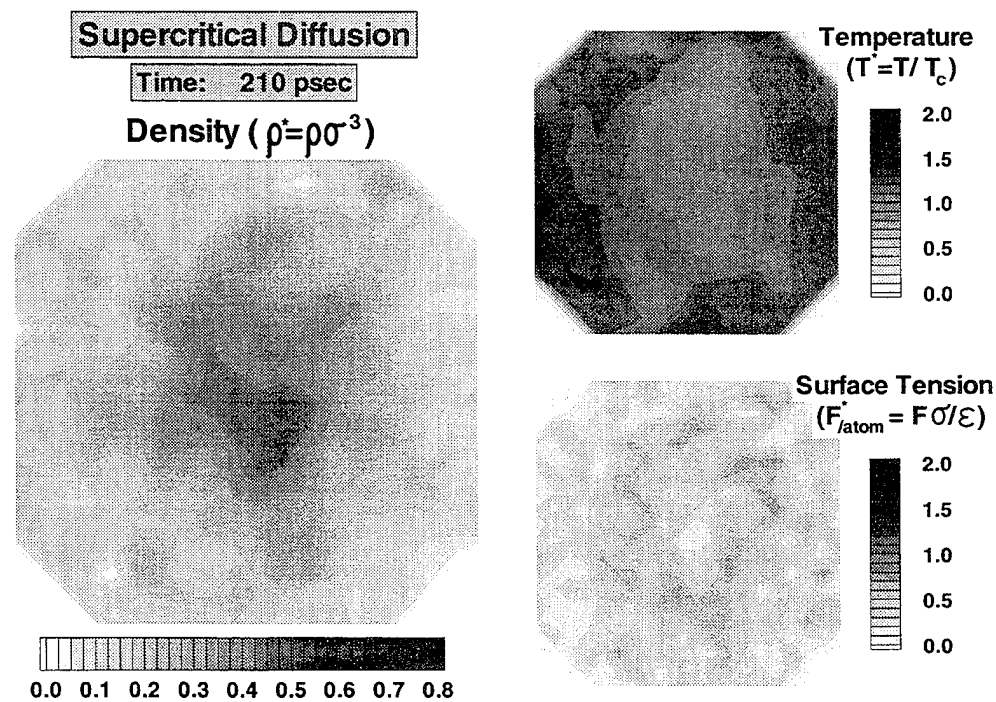 Supercritical Diffusion
Time: 210 psec
Density ( ρ*=ρσ⁻³)
0.0 0.1 0.2 0.3 0.4 0.5 0.6 0.7 0.8
Temperature
(T*=T/T_c)
2.0
1.5
1.0
0.5
0.0
Surface Tension
(F*/atom = F σ/ε)
2.0
1.5
1.0
0.5
0.0